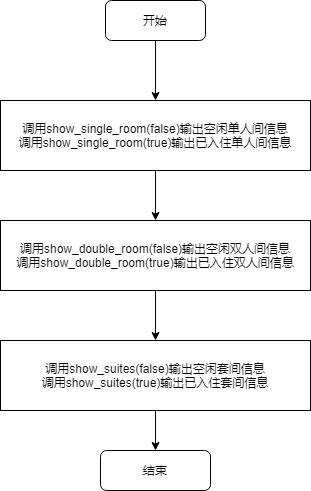 开始
调用show_single_room(false)输出空闲单人间信息
调用show_single_room(true)输出已入住单人间信息
调用show_double_room(false)输出空闲双人间信息
调用show_double_room(true)输出已入住双人间信息
调用show_suites(false)输出空闲套间信息
调用show_suites(true)输出已入住套间信息
结束